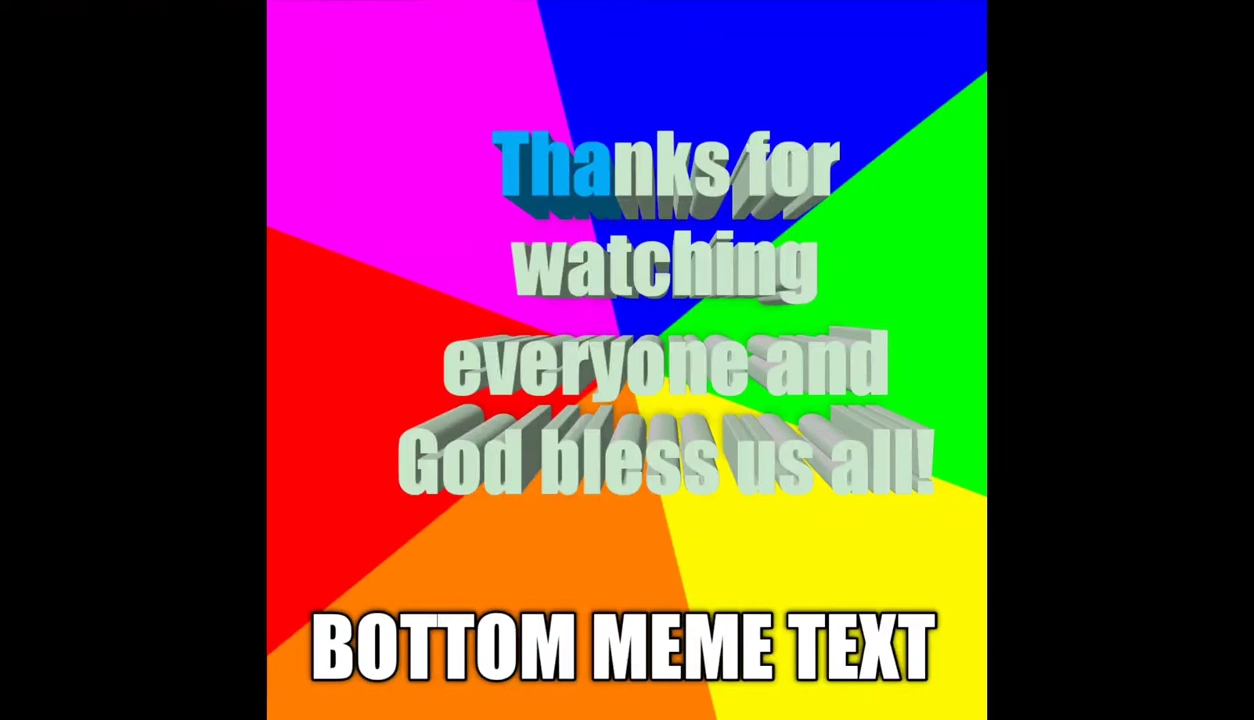 Thanks for
watching
everyone and
God bless us all!
BOTTOM MEME TEXT